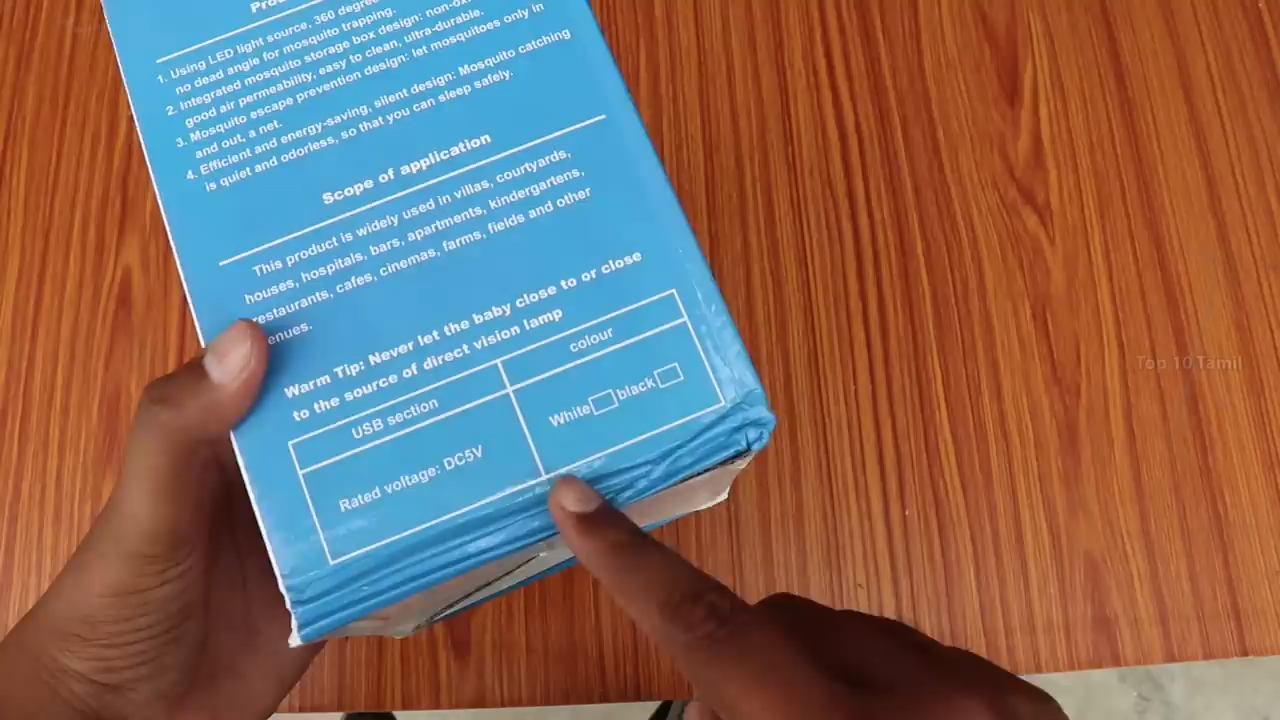 1. Using LED light source, 360 degree
no dead angle for mosquito trapping.
2. Integrated mosquito storage box design:
good air permeability, easy to clean, ultra-durable.
3. Mosquito escape prevention design: let mosquitoes only in
and out, a net.
4. Efficient and energy-saving, silent design: Mosquito catching
is quiet and odorless, so that you can sleep safely.
Scope of application
This product is widely used in villas, courtyards,
houses, hospitals, bars, apartments, kindergartens,
restaurants, cafes, cinemas, farms, fields and other
enues.
Warm Tip: Never let the baby close to or close
to the source of direct vision lamp
USB section
colour
Rated voltage: DC5V
White black
Top 10 Tamil